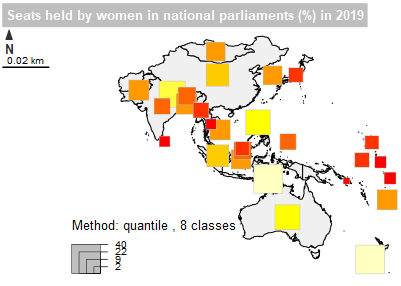 Seats held by women in national parliaments (%) in 2019
N
0.02 km
Method: quantile , 8 classes
40
22
2